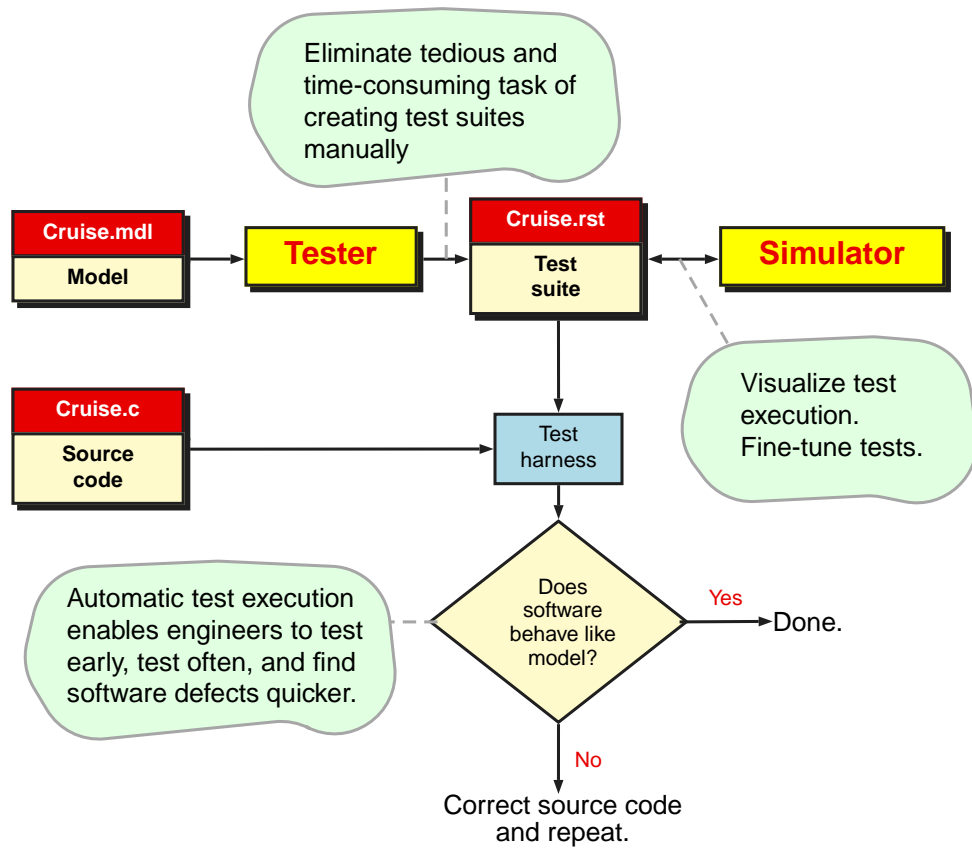 Eliminate tedious and
time-consuming task of
creating test suites
manually
Cruise.mdl
Model
Tester
Cruise.rst
Test
suite
Simulator
Visualize test
execution.
Fine-tune tests.
Cruise.c
Source
code
Test
harness
Does
software
behave like
model?
Yes
Done.
Automatic test execution
enables engineers to test
early, test often, and find
software defects quicker.
No
Correct source code
and repeat.